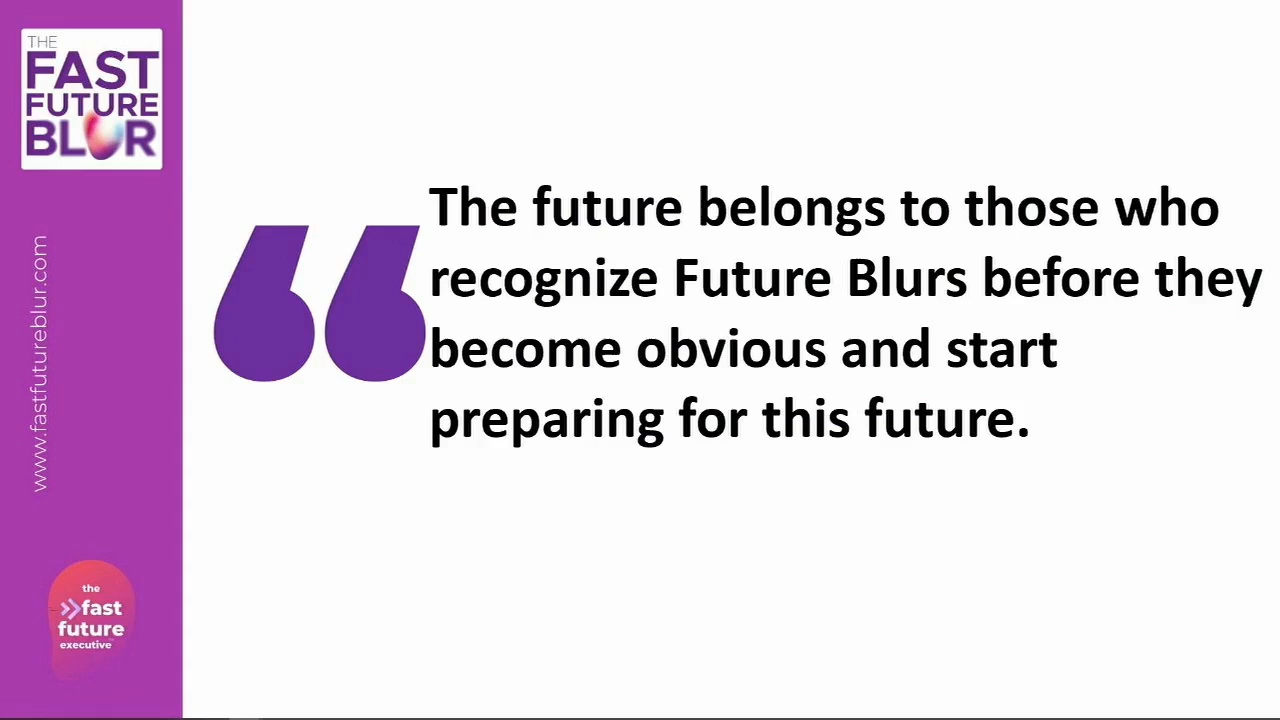 THE
FAST
FUTURE
BLUR
www.fastfutureblur.com
the
fast
future
executive
“
The future belongs to those who
recognize Future Blurs before they
become obvious and start
preparing for this future.